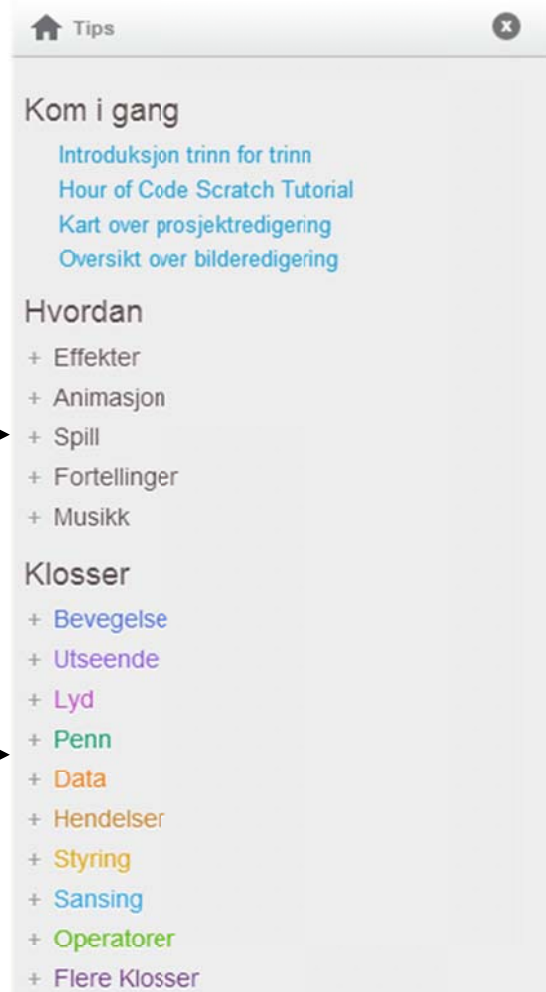 Tips
Kom i gang
Introduksjon trinn for trinn
Hour of Code Scratch Tutorial
Kart over prosjektredigering
Oversikt over bilderedigering
Hvordan
+ Effekter
+ Animasjon
+ Spill
+ Fortellinger
+ Musikk
Klosser
+ Bevegelse
+ Utseende
+ Lyd
+ Penn
+ Data
+ Hendelser
+ Styring
+ Sansing
+ Operatorer
+ Flere Klosser